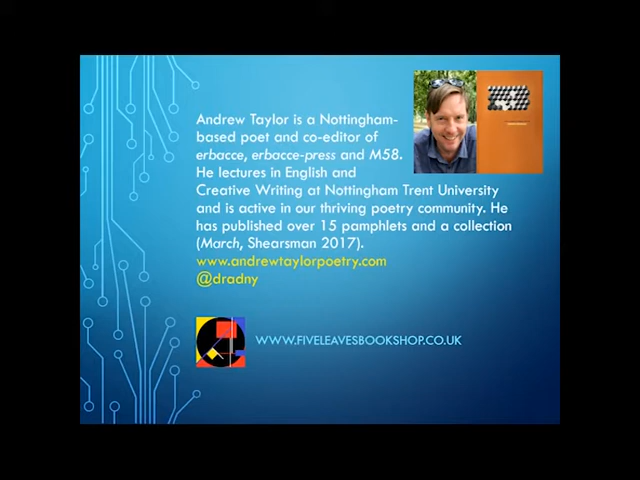 Andrew Taylor is a Nottingham-
based poet and co-editor of
erbacce, erbacce-press and M58.
He lectures in English and
Creative Writing at Nottingham Trent University
and is active in our thriving poetry community. He
has published over 15 pamphlets and a collection
(March, Shearsman 2017).
www.andrewtaylorpoetry.com
@dradny
WWW.FIVELEAVESBOOKSHOP.CO.UK